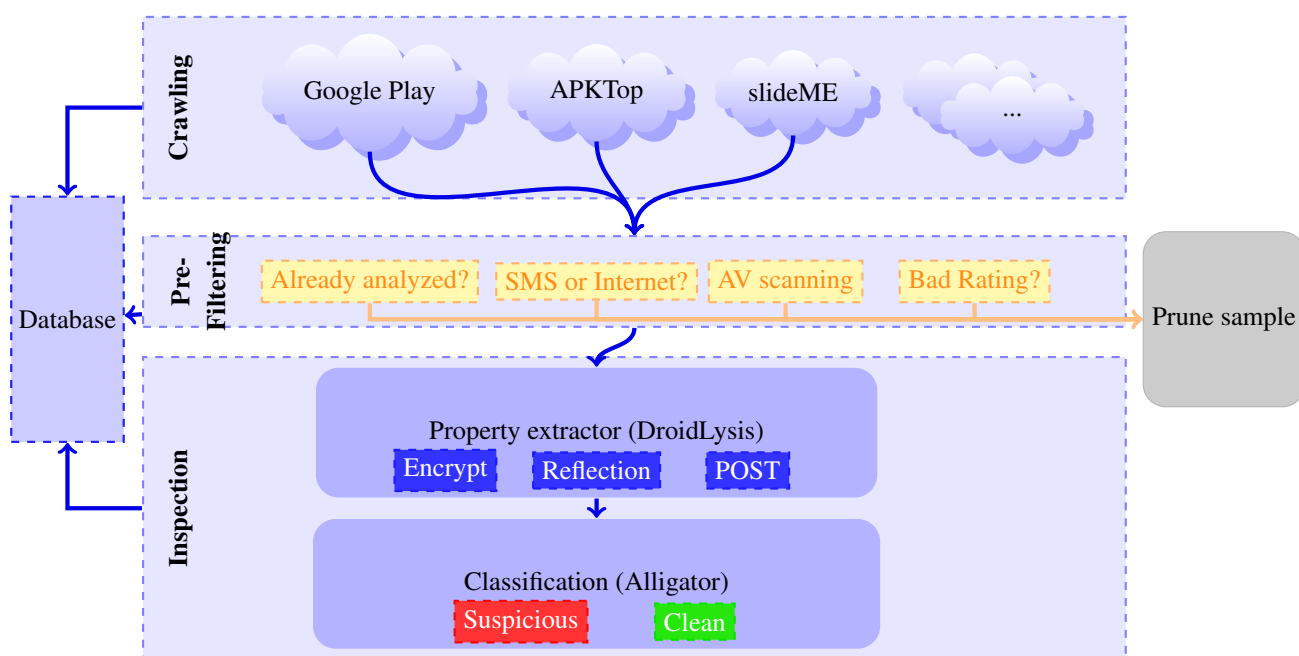 Crawling
Google Play
APKTop
slideME
...
Pre-
Filtering
Already analyzed?
SMS or Internet?
AV scanning
Bad Rating?
Database
Prune sample
Inspection
Property extractor (DroidLysis)
Encrypt
Reflection
POST
Classification (Alligator)
Suspicious
Clean